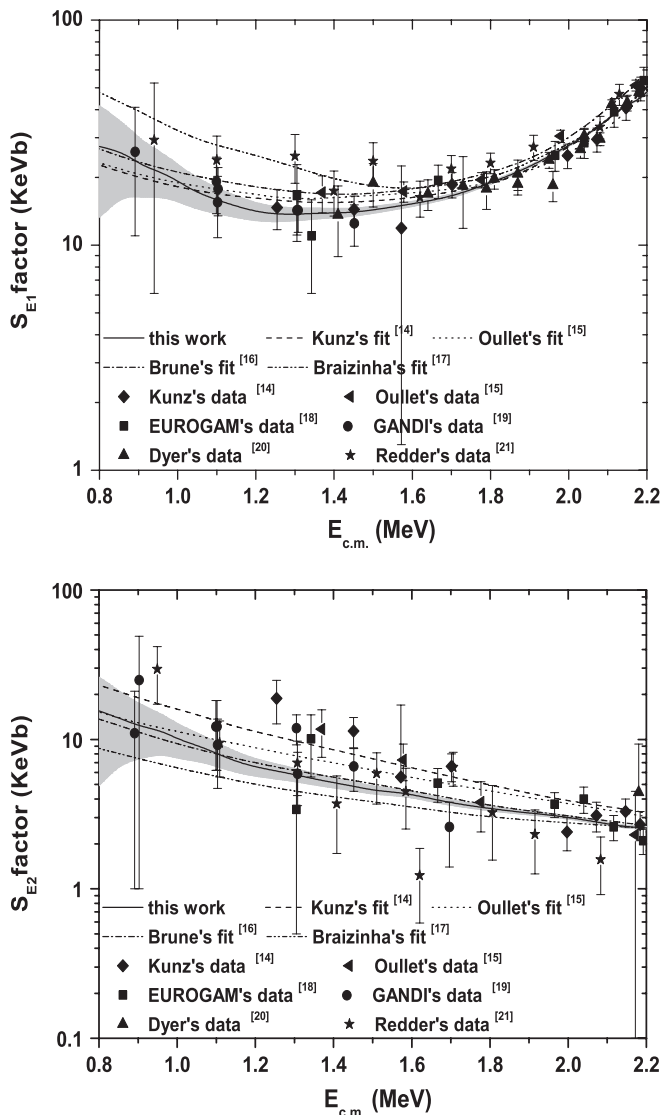 100
10
1
S_E1 factor (KeVb)
this work Kunz's fit [14] Oullet's fit [15]
Brune's fit [16] Braizinha's fit [17]
Kunz's data [14] Oullet's data [15]
EUROGAM's data [18] GANDI's data [19]
Dyer's data [20] Redder's data [21]
0.8 1.0 1.2 1.4 1.6 1.8 2.0 2.2
E_c.m. (MeV)
100
10
1
0.1
S_E2 factor (KeVb)
this work Kunz's fit [14] Oullet's fit [15]
Brune's fit [16] Braizinha's fit [17]
Kunz's data [14] Oullet's data [15]
EUROGAM's data [18] GANDI's data [19]
Dyer's data [20] Redder's data [21]
0.8 1.0 1.2 1.4 1.6 1.8 2.0 2.2
E_c.m. (MeV)